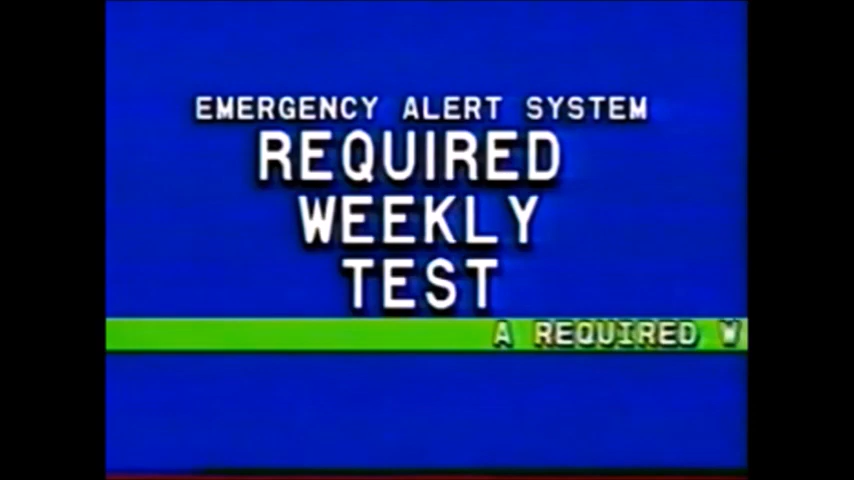 EMERGENCY ALERT SYSTEM
REQUIRED
WEEKLY
TEST
A REQUIRED W